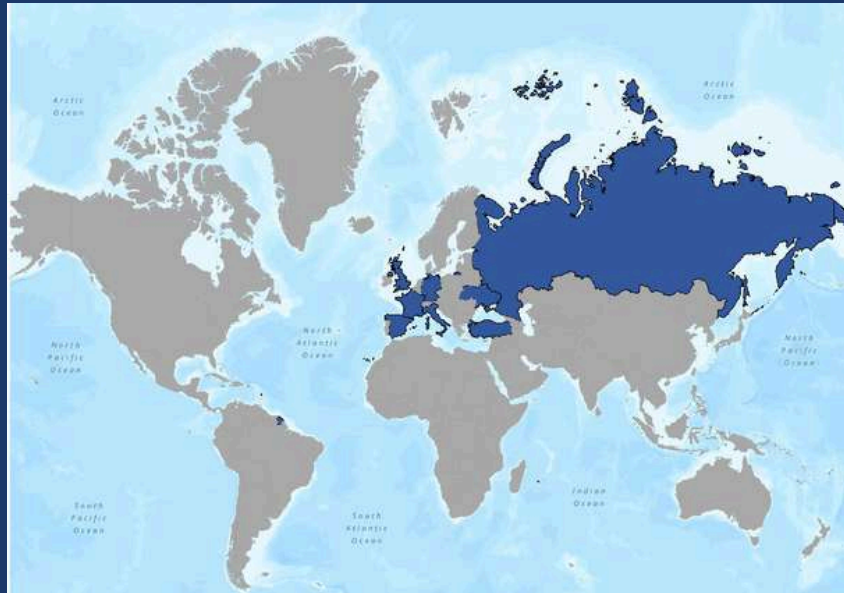 Arctic
Ocean
Arctic
Ocean
North
Pacific
Ocean
North
Atlantic
Ocean
North
Pacific
Ocean
South
Pacific
Ocean
South
Atlantic
Ocean
Indian
Ocean